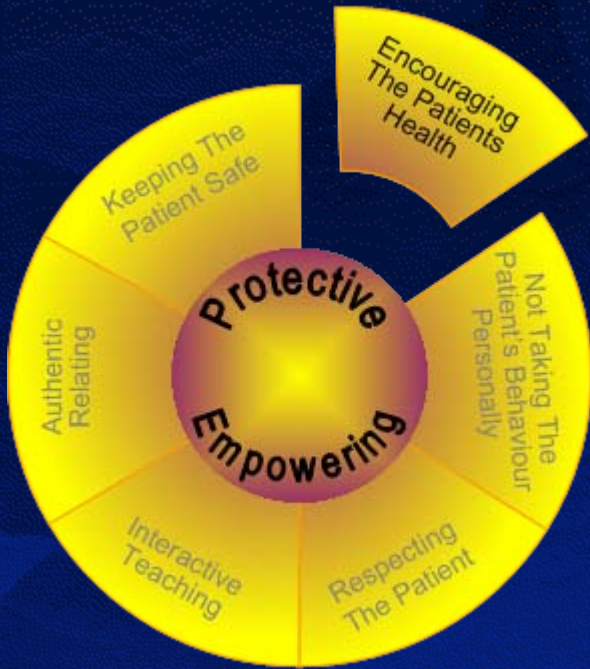 Encouraging
The Patients
Health
Not Taking The
Patient's Behaviour
Personally
Respecting
The Patient
Interactive
Teaching
Authentic
Relating
Keeping The
Patient Safe
Protective
Empowering